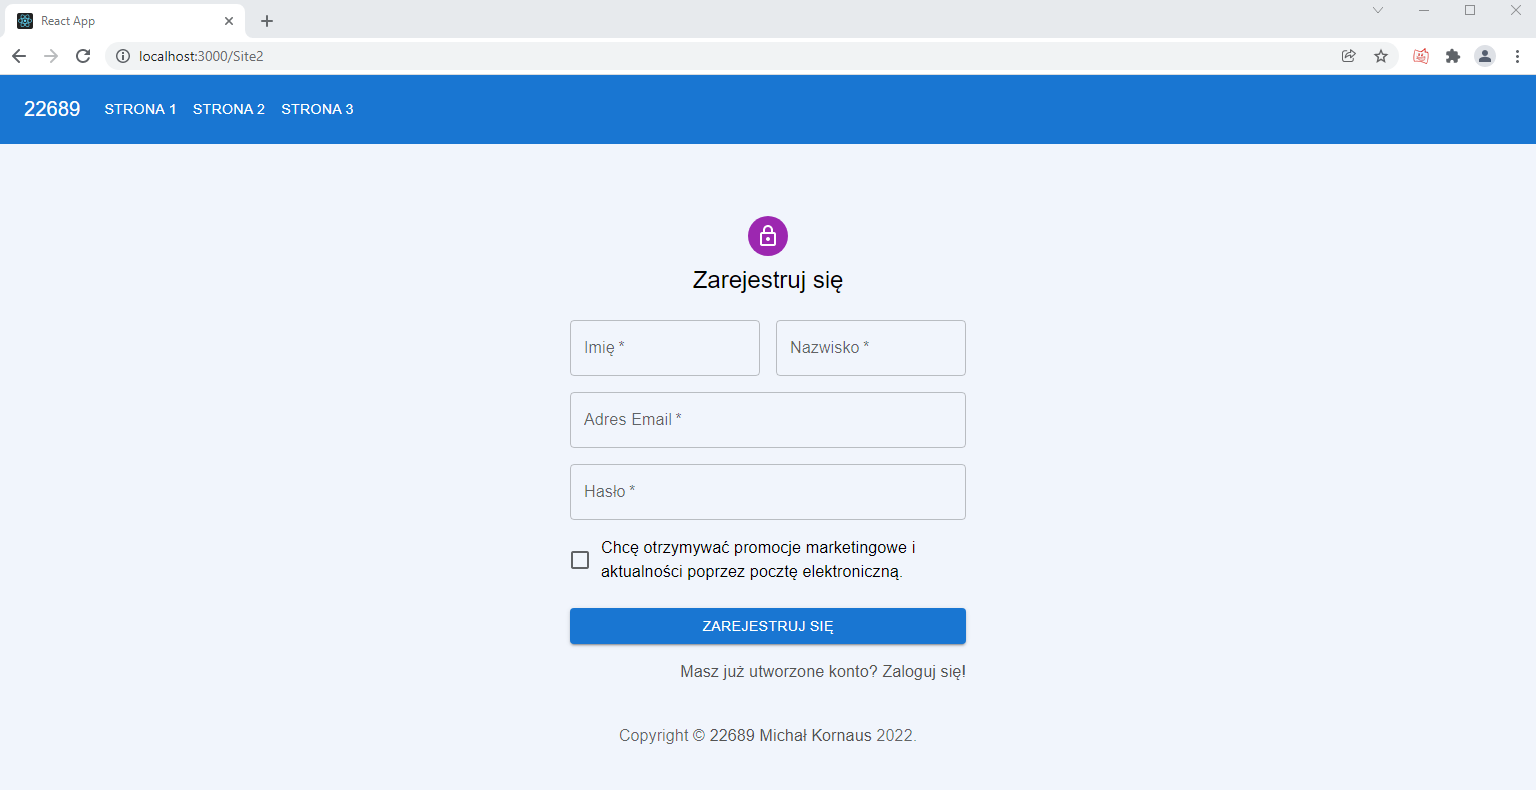 React App
localhost:3000/Site2
22689 STRONA 1 STRONA 2 STRONA 3
Zarejestruj się
Imię * Nazwisko *
Adres Email *
Hasło *
Chcę otrzymywać promocje marketingowe i
aktualności poprzez pocztę elektroniczną.
ZAREJESTRUJ SIĘ
Masz już utworzone konto? Zaloguj się!
Copyright © 22689 Michał Kornaus 2022.